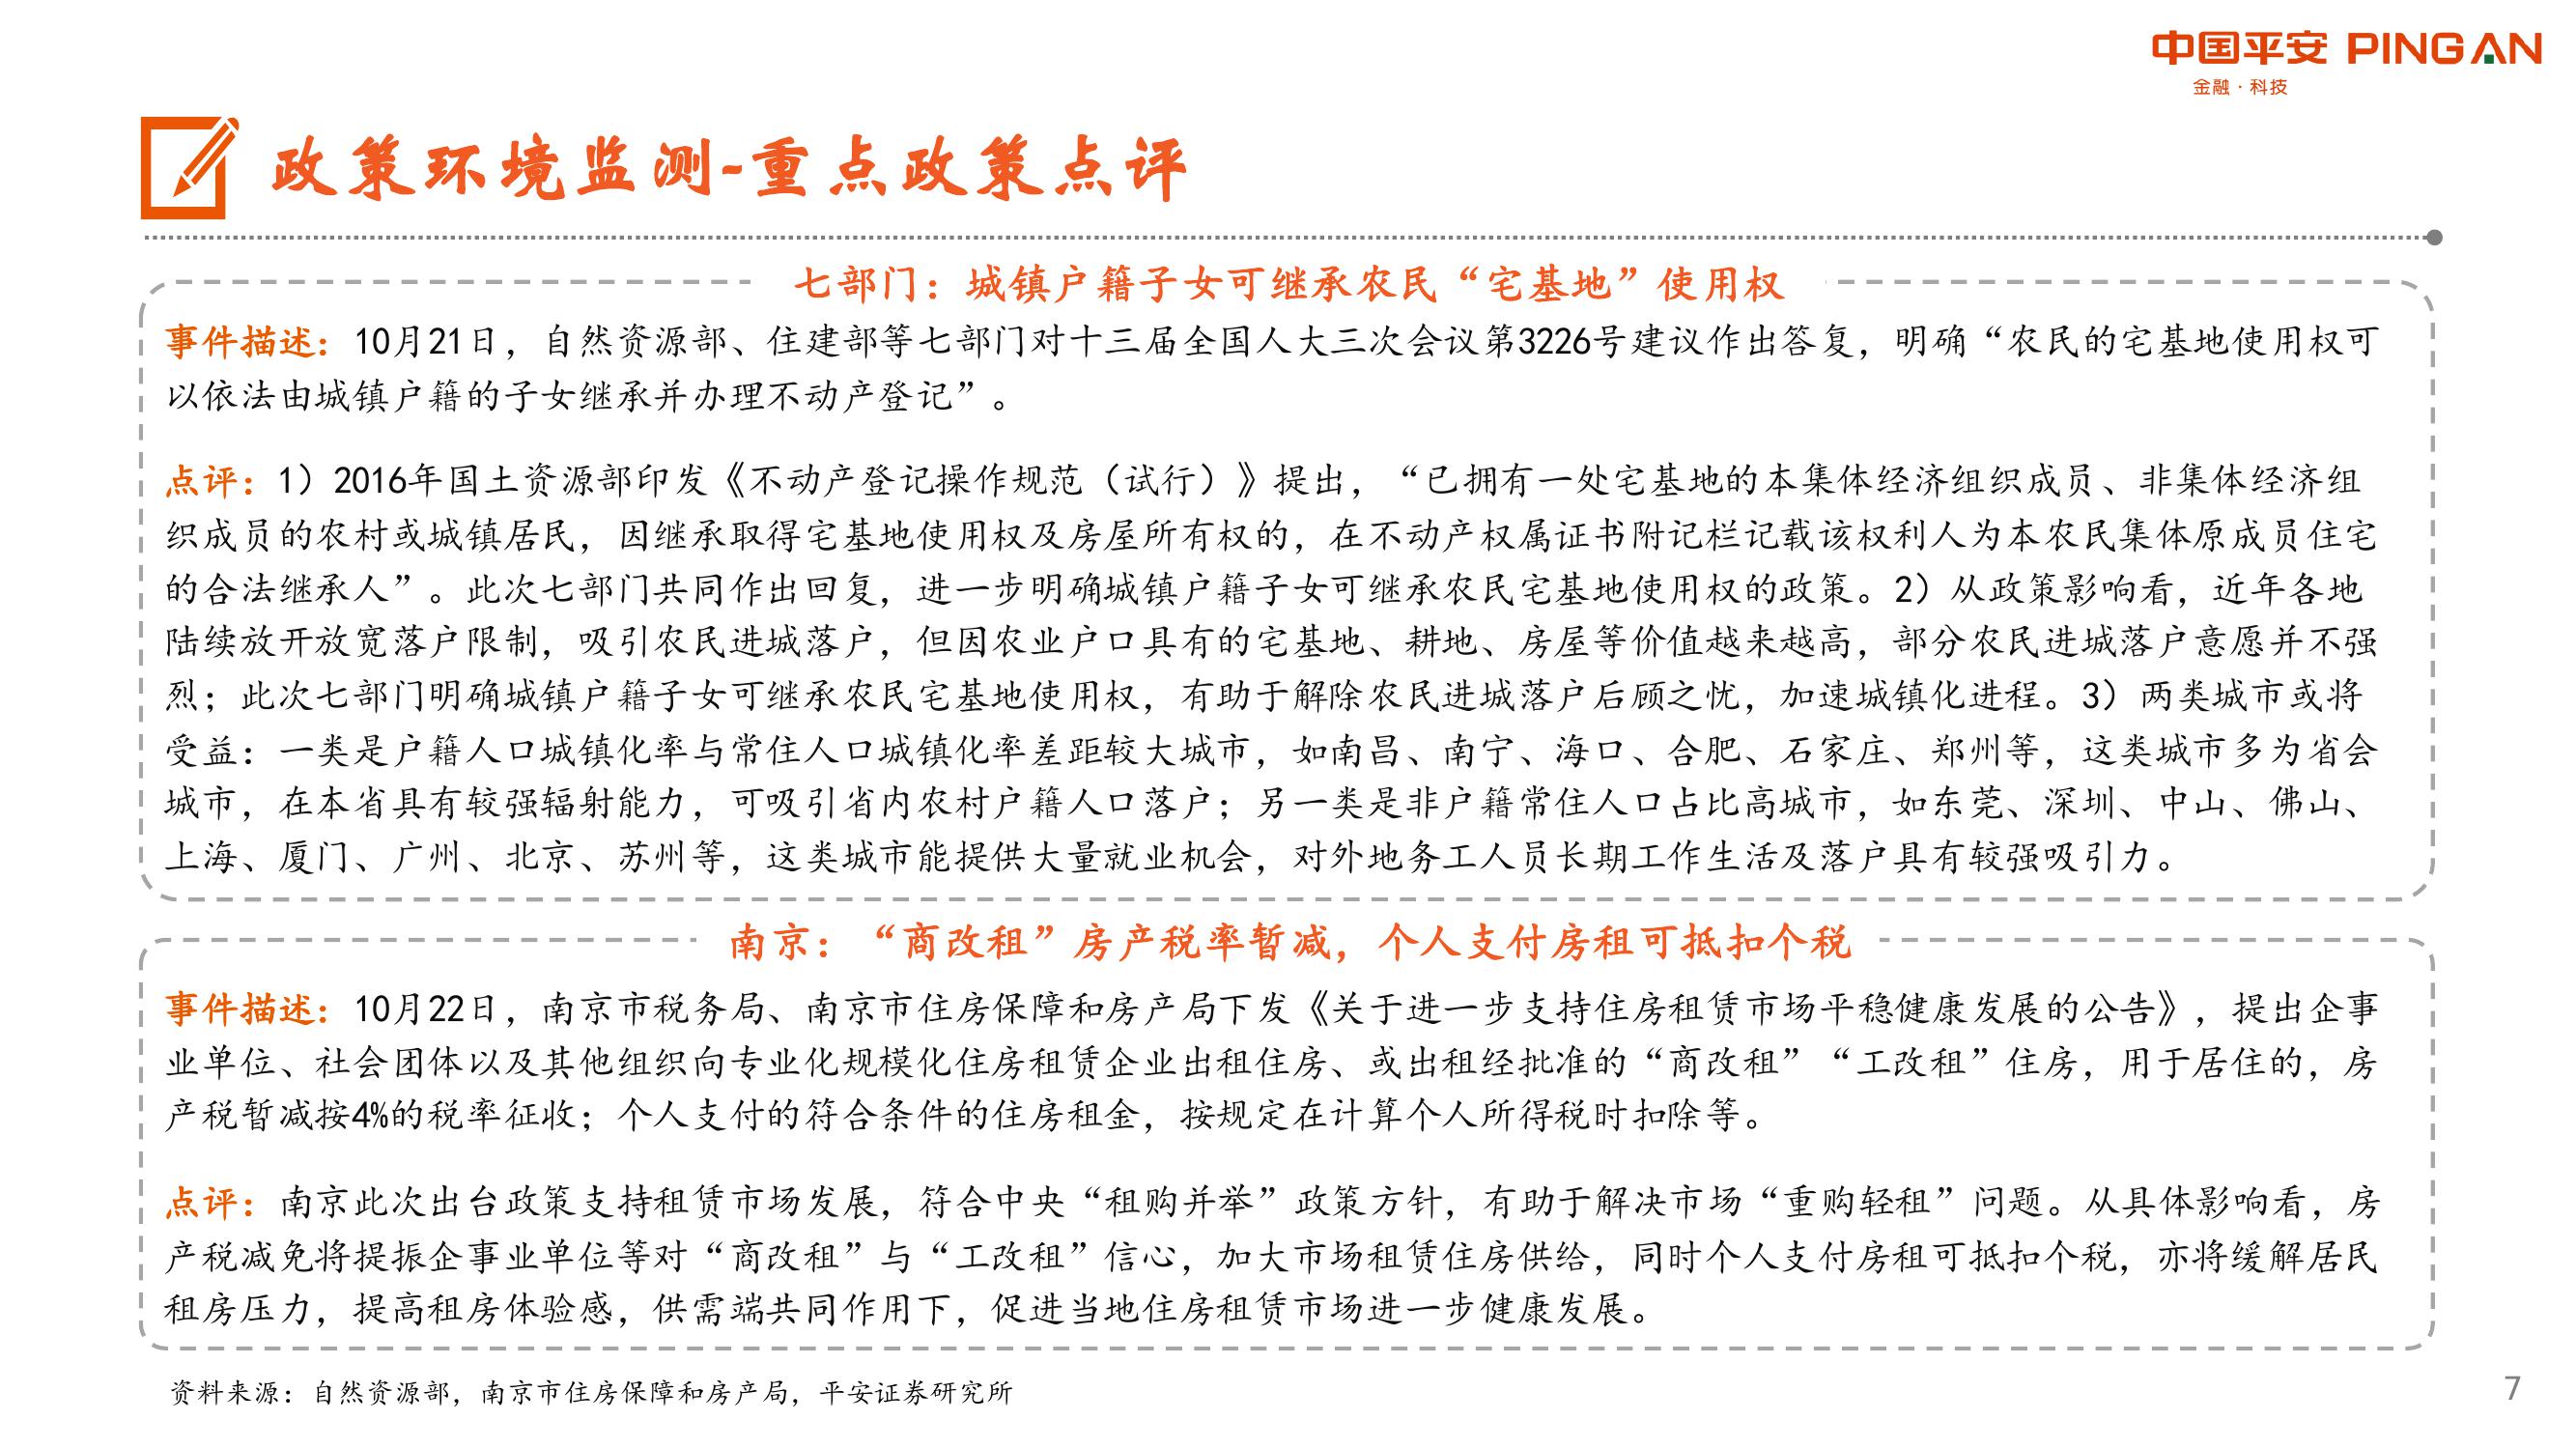 中国平安 PINGAN
金融·科技
政策环境监测-重点政策点评
七部门：城镇户籍子女可继承农民“宅基地”使用权
事件描述：10月21日，自然资源部、住建部等七部门对十三届全国人大三次会议第3226号建议作出答复，明确“农民的宅基地使用权可
以依法由城镇户籍的子女继承并办理不动产登记”。
点评：1）2016年国土资源部印发《不动产登记操作规范（试行）》提出，“已拥有一处宅基地的本集体经济组织成员、非集体经济组
织成员的农村或城镇居民，因继承取得宅基地使用权及房屋所有权的，在不动产权属证书附记栏记载该权利人为本农民集体原成员住宅
的合法继承人”。此次七部门共同作出回复，进一步明确城镇户籍子女可继承农民宅基地使用权的政策。2）从政策影响看，近年各地
陆续放开放宽落户限制，吸引农民进城落户，但因农业户口具有的宅基地、耕地、房屋等价值越来越高，部分农民进城落户意愿并不强
烈；此次七部门明确城镇户籍子女可继承农民宅基地使用权，有助于解除农民进城落户后顾之忧，加速城镇化进程。3）两类城市或将
受益：一类是户籍人口城镇化率与常住人口城镇化率差距较大城市，如南昌、南宁、海口、合肥、石家庄、郑州等，这类城市多为省会
城市，在本省具有较强辐射能力，可吸引省内农村户籍人口落户；另一类是非户籍常住人口占比高城市，如东莞、深圳、中山、佛山、
上海、厦门、广州、北京、苏州等，这类城市能提供大量就业机会，对外地务工人员长期工作生活及落户具有较强吸引力。
南京：“商改租”房产税率暂减，个人支付房租可抵扣个税
事件描述：10月22日，南京市税务局、南京市住房保障和房产局下发《关于进一步支持住房租赁市场平稳健康发展的公告》，提出企事
业单位、社会团体以及其他组织向专业化规模化住房租赁企业出租住房、或出租经批准的“商改租”“工改租”住房，用于居住的，房
产税暂减按4%的税率征收；个人支付的符合条件的住房租金，按规定在计算个人所得税时扣除等。
点评：南京此次出台政策支持租赁市场发展，符合中央“租购并举”政策方针，有助于解决市场“重购轻租”问题。从具体影响看，房
产税减免将提振企事业单位等对“商改租”与“工改租”信心，加大市场租赁住房供给，同时个人支付房租可抵扣个税，亦将缓解居民
租房压力，提高租房体验感，供需端共同作用下，促进当地住房租赁市场进一步健康发展。
资料来源：自然资源部，南京市住房保障和房产局，平安证券研究所
7